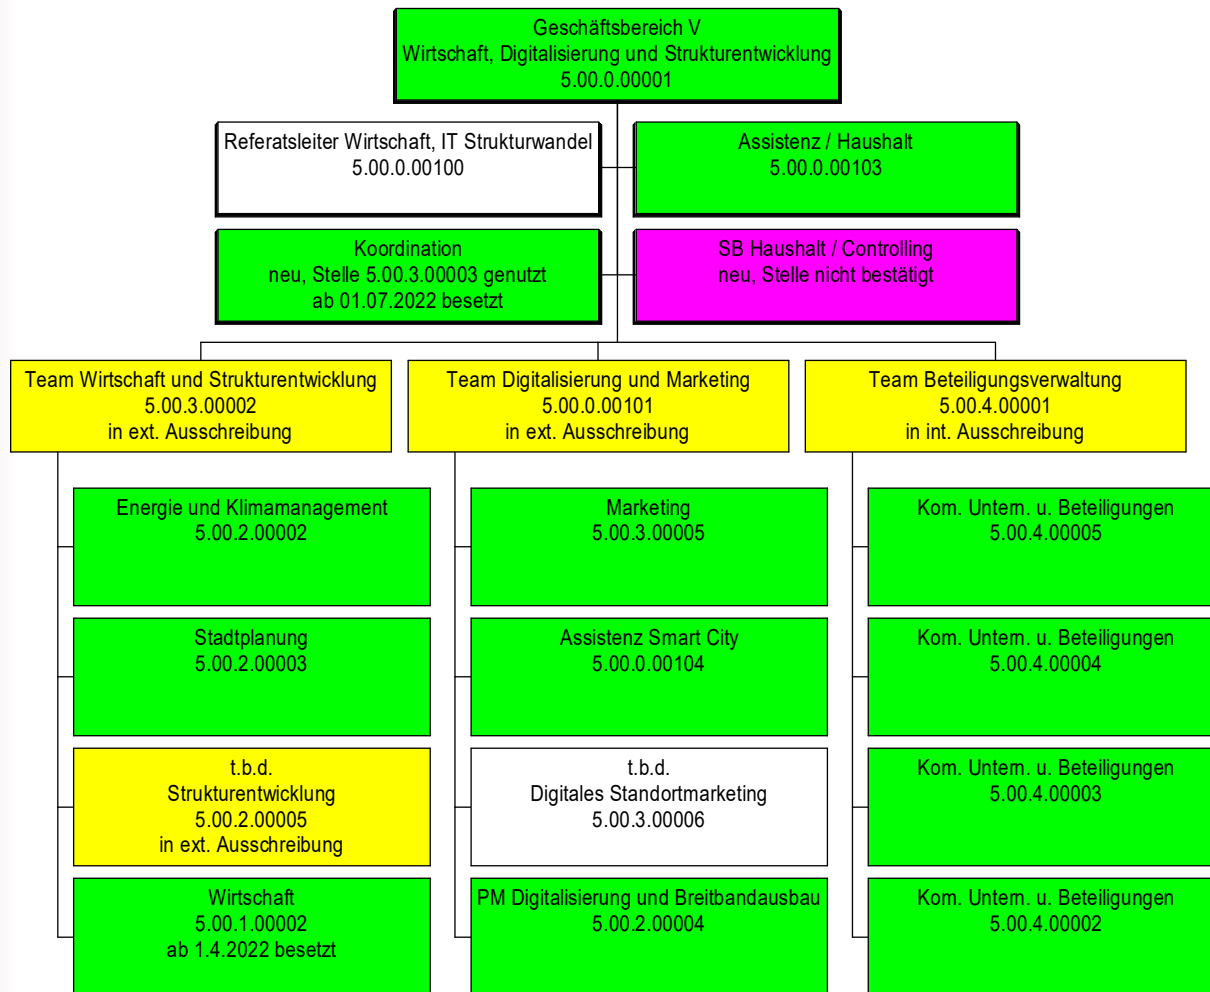 Geschäftsbereich V
Wirtschaft, Digitalisierung und Strukturentwicklung
5.00.0.00001
Referatsleiter Wirtschaft, IT Strukturwandel
5.00.0.00100
Assistenz / Haushalt
5.00.0.00103
Koordination
neu, Stelle 5.00.3.00003 genutzt
ab 01.07.2022 besetzt
SB Haushalt / Controlling
neu, Stelle nicht bestätigt
Team Wirtschaft und Strukturentwicklung
5.00.3.00002
in ext. Ausschreibung
Team Digitalisierung und Marketing
5.00.0.00101
in ext. Ausschreibung
Team Beteiligungsverwaltung
5.00.4.00001
in int. Ausschreibung
Energie und Klimamanagement
5.00.2.00002
Stadtplanung
5.00.2.00003
t.b.d.
Strukturentwicklung
5.00.2.00005
in ext. Ausschreibung
Wirtschaft
5.00.1.00002
ab 1.4.2022 besetzt
Marketing
5.00.3.00005
Assistenz Smart City
5.00.0.00104
t.b.d.
Digitales Standortmarketing
5.00.3.00006
PM Digitalisierung und Breitbandausbau
5.00.2.00004
Kom. Untern. u. Beteiligungen
5.00.4.00005
Kom. Untern. u. Beteiligungen
5.00.4.00004
Kom. Untern. u. Beteiligungen
5.00.4.00003
Kom. Untern. u. Beteiligungen
5.00.4.00002